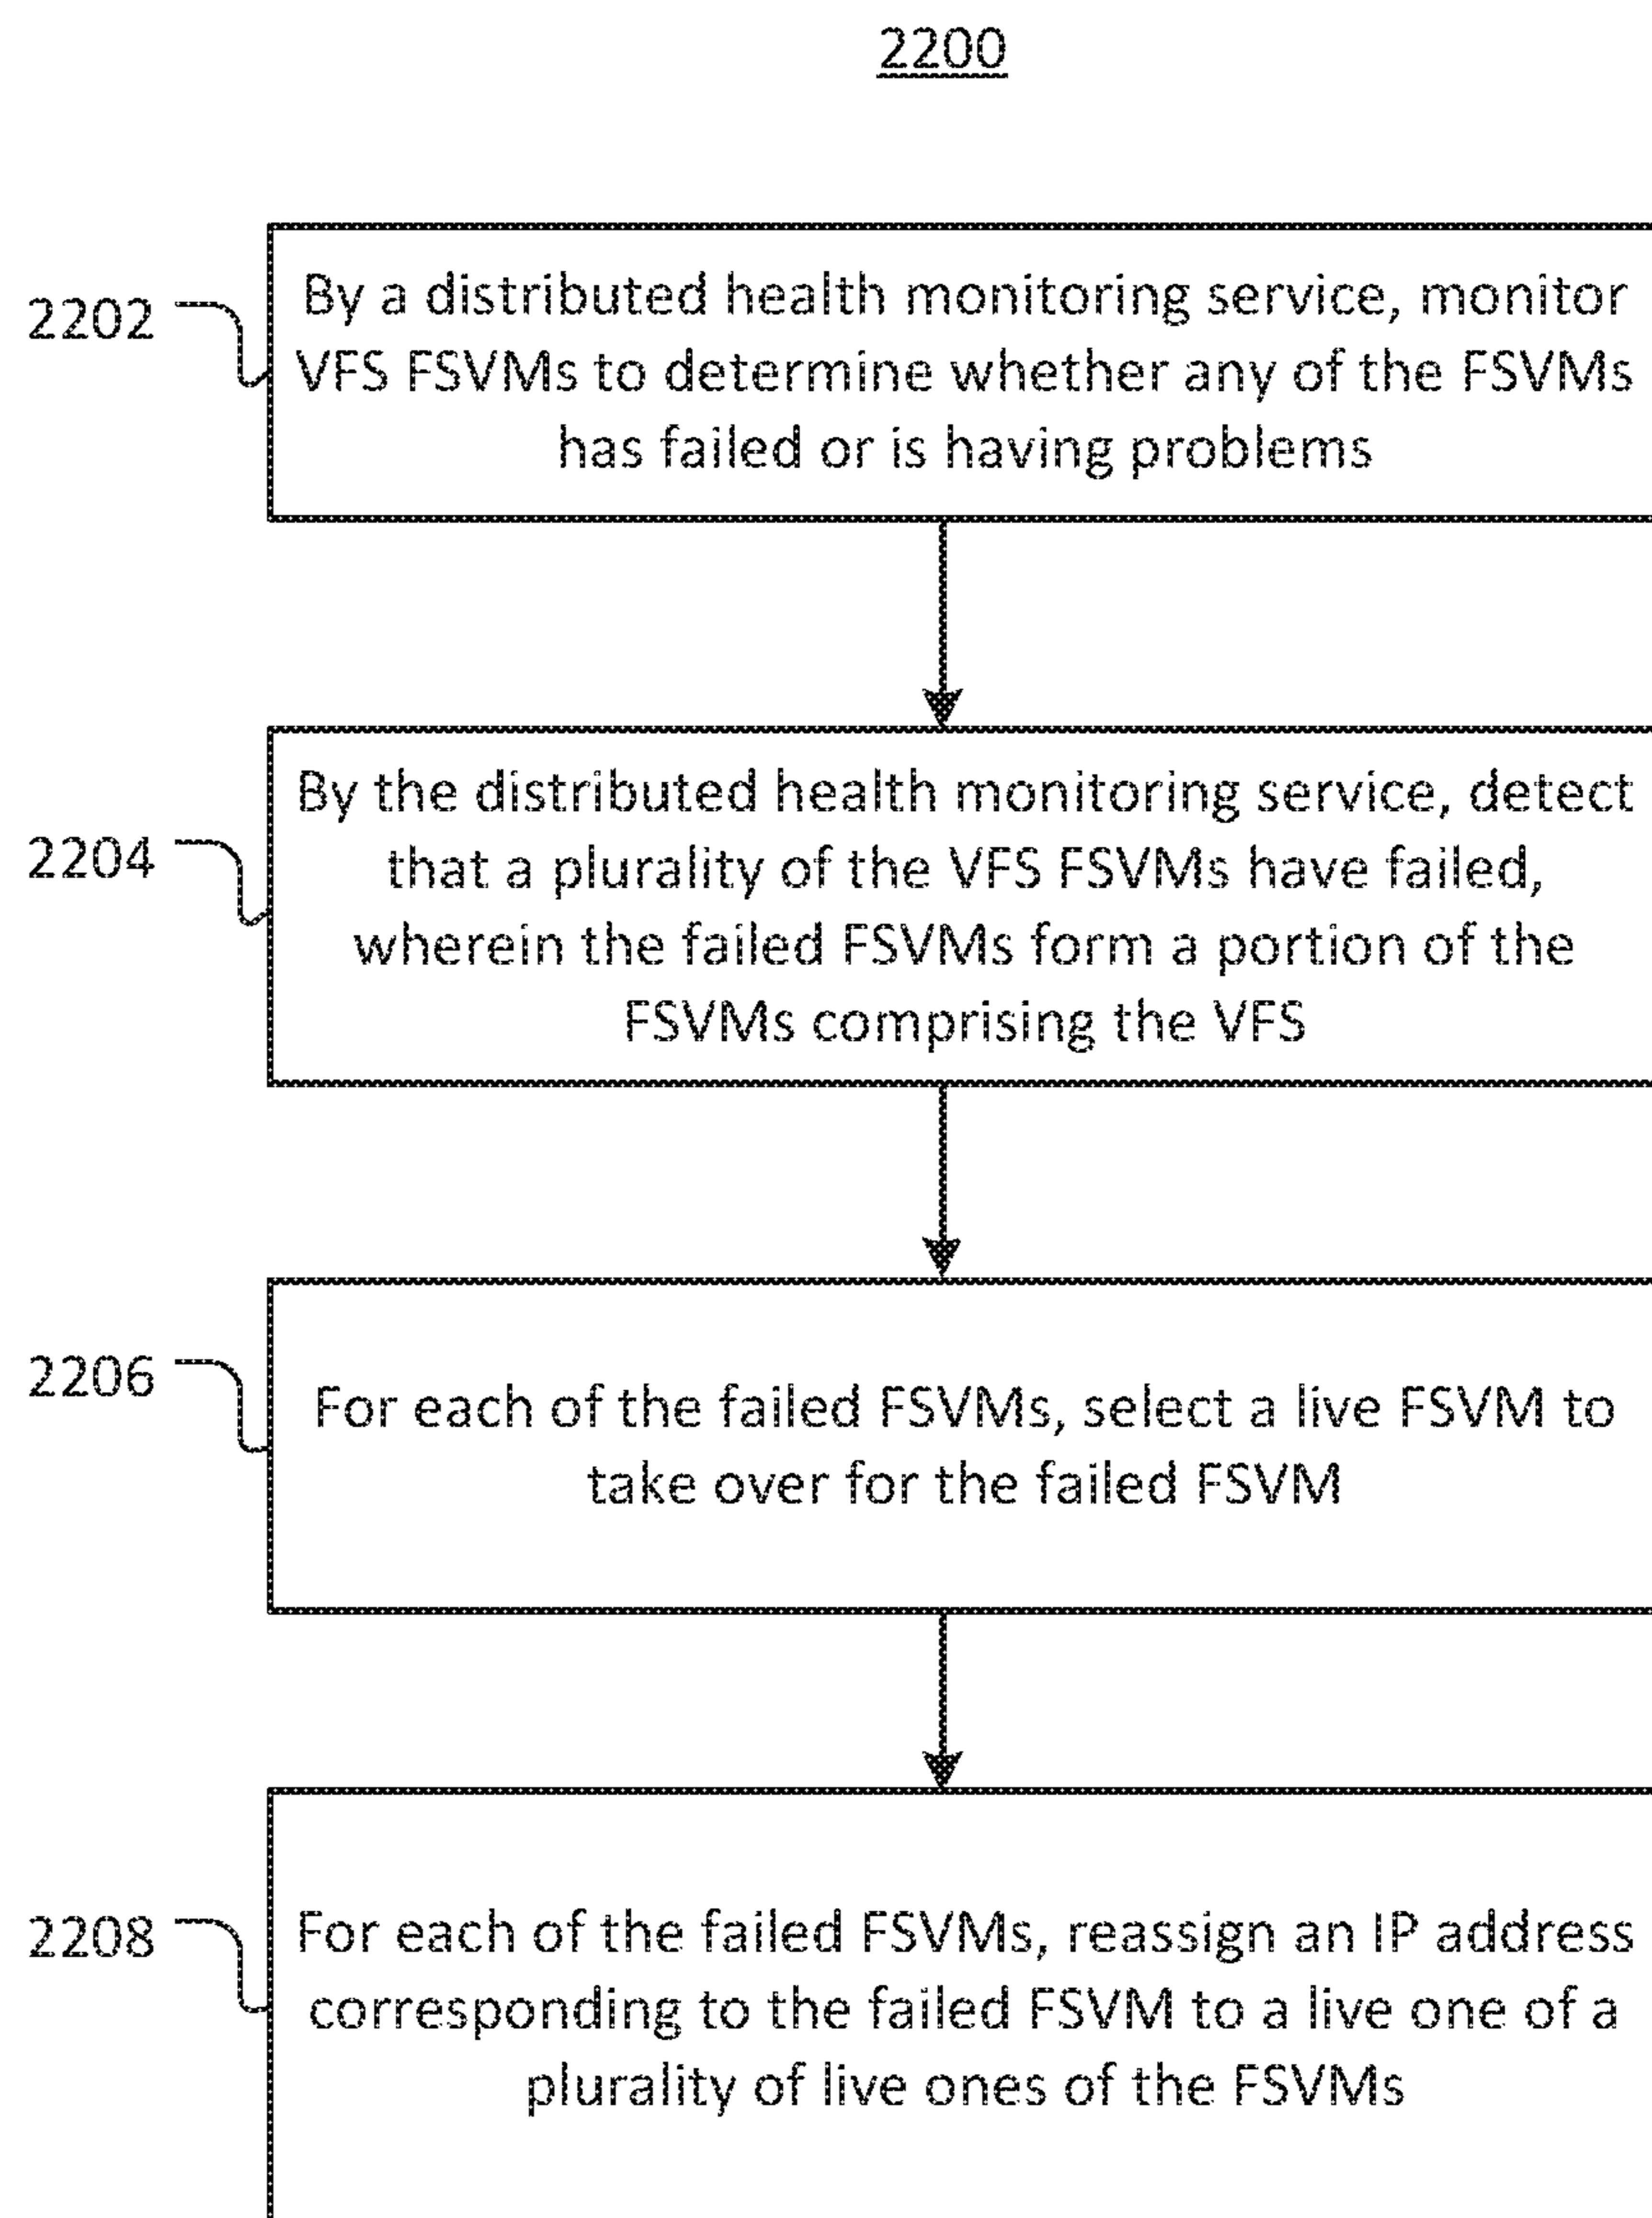 2200
2202
By a distributed health monitoring service, monitor
VFS FSVMs to determine whether any of the FSVMs
has failed or is having problems
2204
By the distributed health monitoring service, detect
that a plurality of the VFS FSVMs have failed,
wherein the failed FSVMs form a portion of the
FSVMs comprising the VFS
2206
For each of the failed FSVMs, select a live FSVM to
take over for the failed FSVM
2208
For each of the failed FSVMs, reassign an IP address
corresponding to the failed FSVM to a live one of a
plurality of live ones of the FSVMs